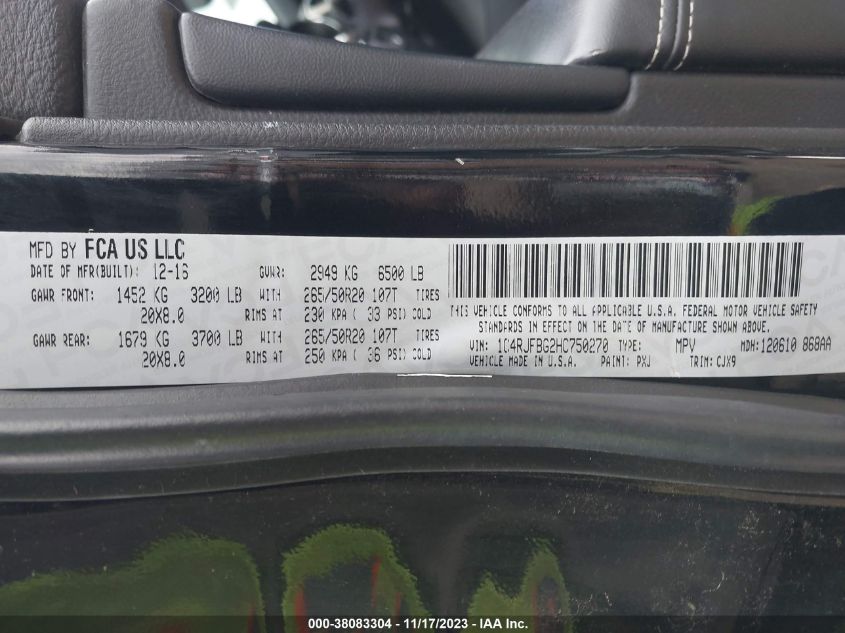 MFD BY FCA US LLC
DATE OF MFR(BUILT): 12-16 GVWR: 2949 KG 6500 LB
GAWR FRONT: 1452 KG 3200 LB WITH 265/50R20 107T TIRES
20X8.0 RIMS AT 230 KPA ( 33 PSI) COLD
GAWR REAR: 1679 KG 3700 LB WITH 265/50R20 107T TIRES
20X8.0 RIMS AT 250 KPA ( 36 PSI) COLD
THIS VEHICLE CONFORMS TO ALL APPLICABLE U.S.A. FEDERAL MOTOR VEHICLE SAFETY
STANDARDS IN EFFECT ON THE DATE OF MANUFACTURE SHOWN ABOVE.
VIN: 1C4RJFBG2HC750270 TYPE: MPV MDH: 120610 868AA
VEHICLE MADE IN U.S.A. PAINT: PXJ TRIM: CJX9
000-38083304 - 11/17/2023 - IAA Inc.